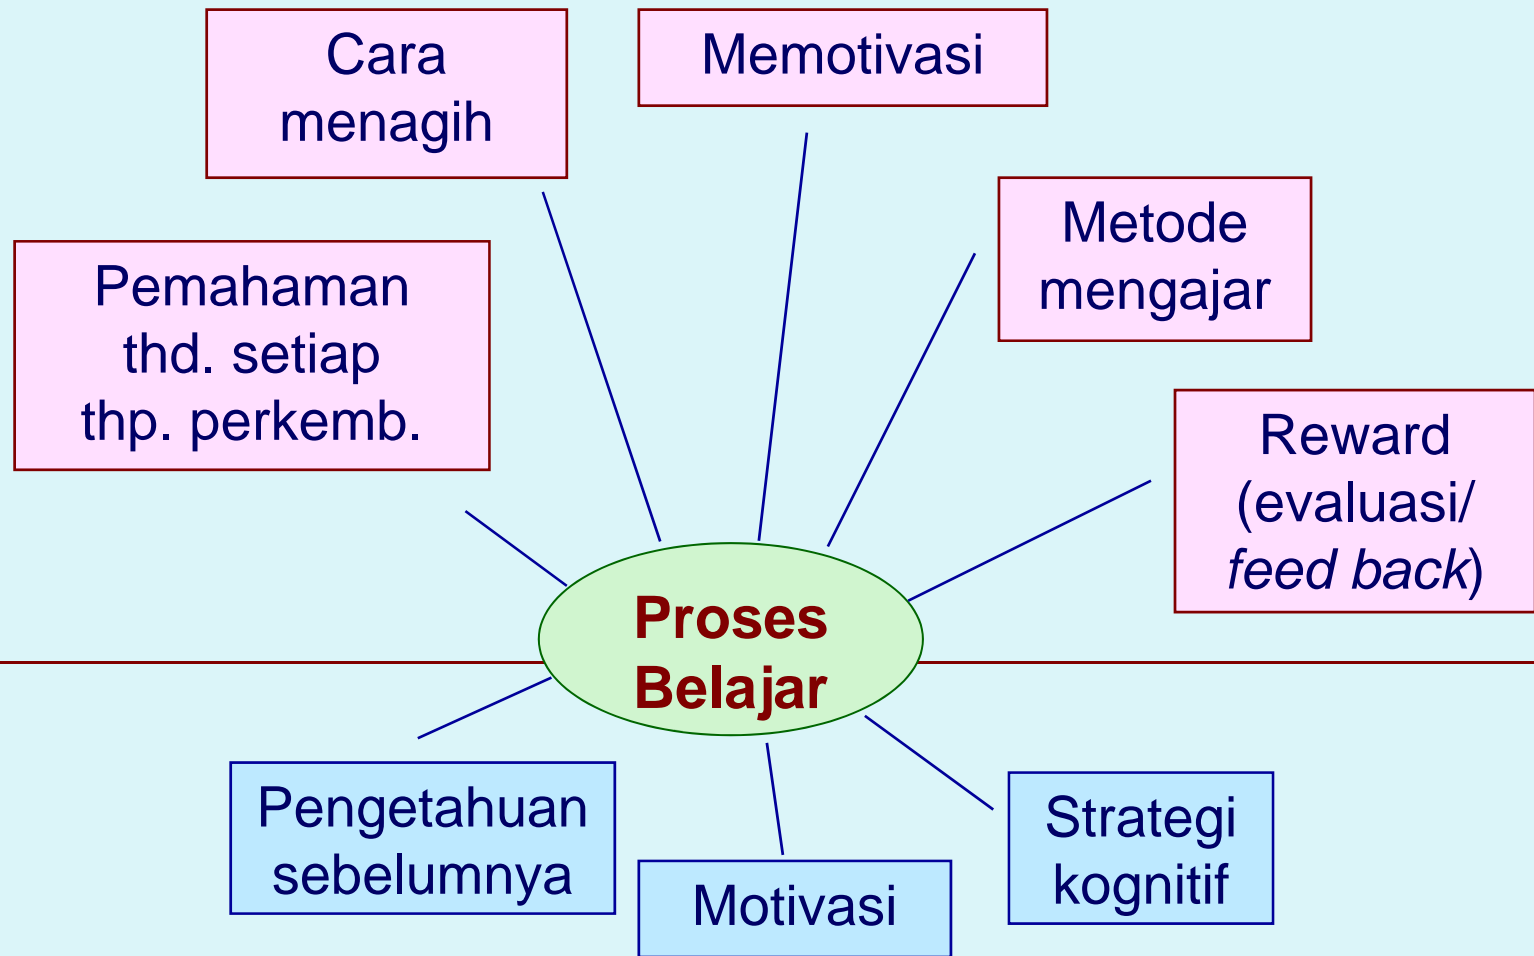 Cara
menagih
Memotivasi
Metode
mengajar
Pemahaman
thd. setiap
thp. perkemb.
Reward
(evaluasi/
feed back)
Proses
Belajar
Pengetahuan
sebelumnya
Motivasi
Strategi
kognitif